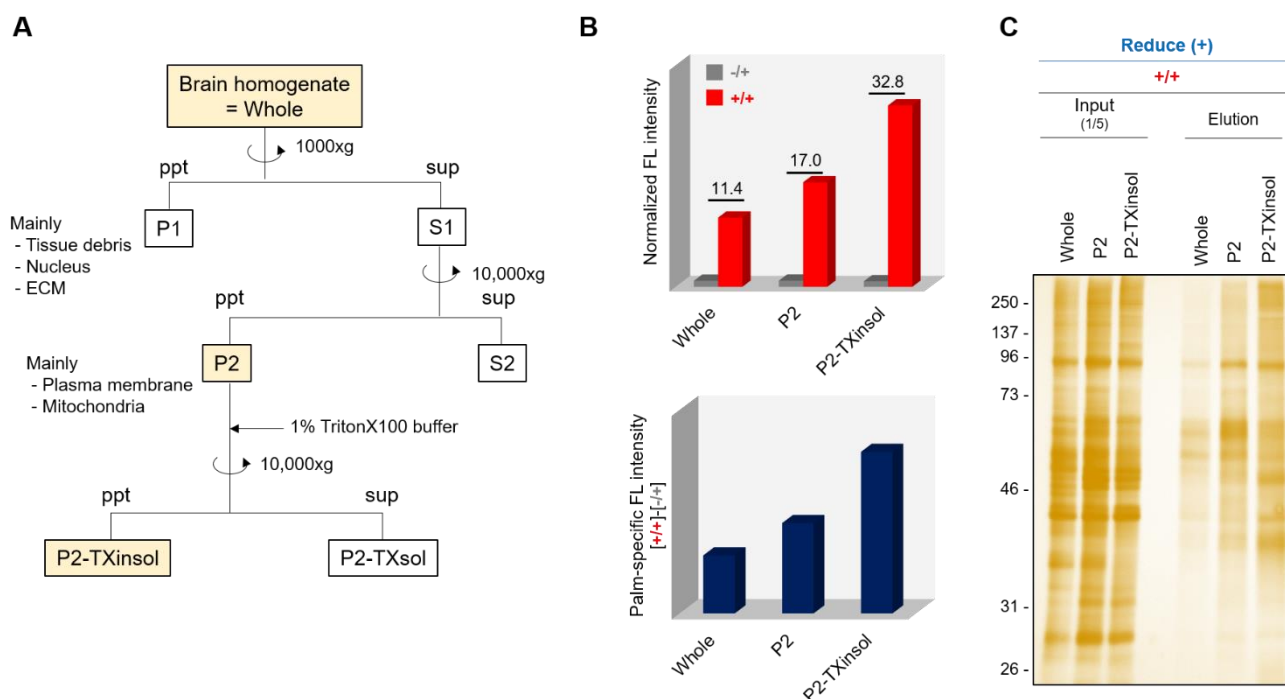 A
Brain homogenate
= Whole
1000xg
ppt
sup
P1
S1
Mainly
- Tissue debris
- Nucleus
- ECM
10,000xg
ppt
sup
P2
S2
Mainly
- Plasma membrane
- Mitochondria
1% TritonX100 buffer
10,000xg
ppt
sup
P2-TXinsol
P2-TXsol
B
Normalized FL intensity
-/+
+/+
11.4
17.0
32.8
Whole
P2
P2-TXinsol
Palm-specific FL intensity
[+/+]-[-/+]
Whole
P2
P2-TXinsol
C
Reduce (+)
+/+
Input
(1/5)
Elution
Whole
P2
P2-TXinsol
Whole
P2
P2-TXinsol
250 -
137 -
96 -
73 -
46 -
31 -
26 -